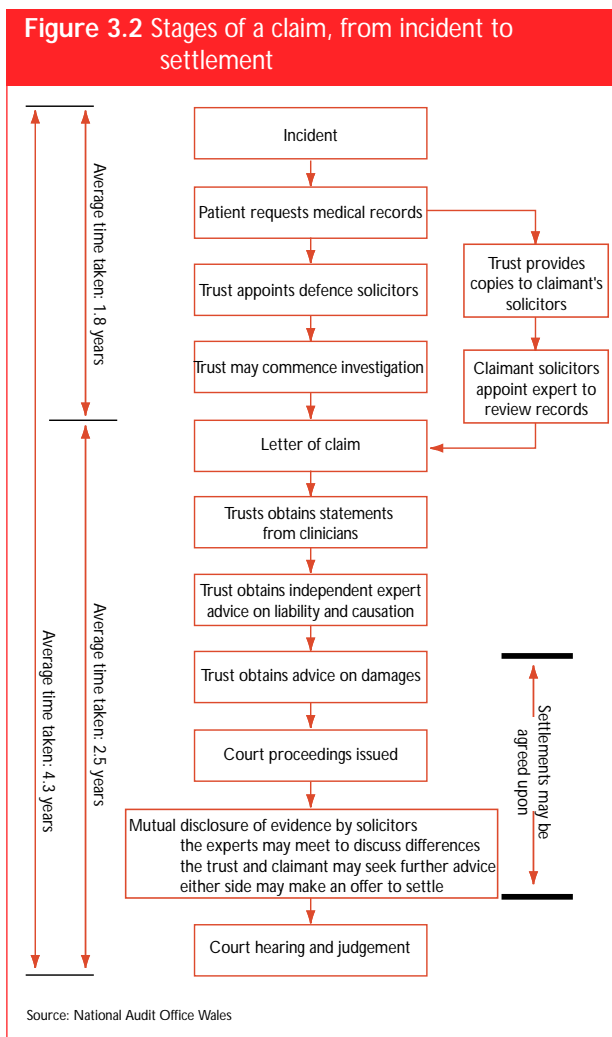 Figure 3.2 Stages of a claim, from incident to
settlement
Incident
Patient requests medical records
Trust provides
copies to claimant's
solicitors
Trust appoints defence solicitors
Trust may commence investigation
Claimant solicitors
appoint expert to
review records
Letter of claim
Trusts obtains statements
from clinicians
Trust obtains independent expert
advice on liability and causation
Trust obtains advice on damages
Court proceedings issued
Mutual disclosure of evidence by solicitors
the experts may meet to discuss differences
the trust and claimant may seek further advice
either side may make an offer to settle
Court hearing and judgement
Average time taken: 1.8 years
Average time taken: 2.5 years
Average time taken: 4.3 years
Settlements may be
agreed upon
Source: National Audit Office Wales